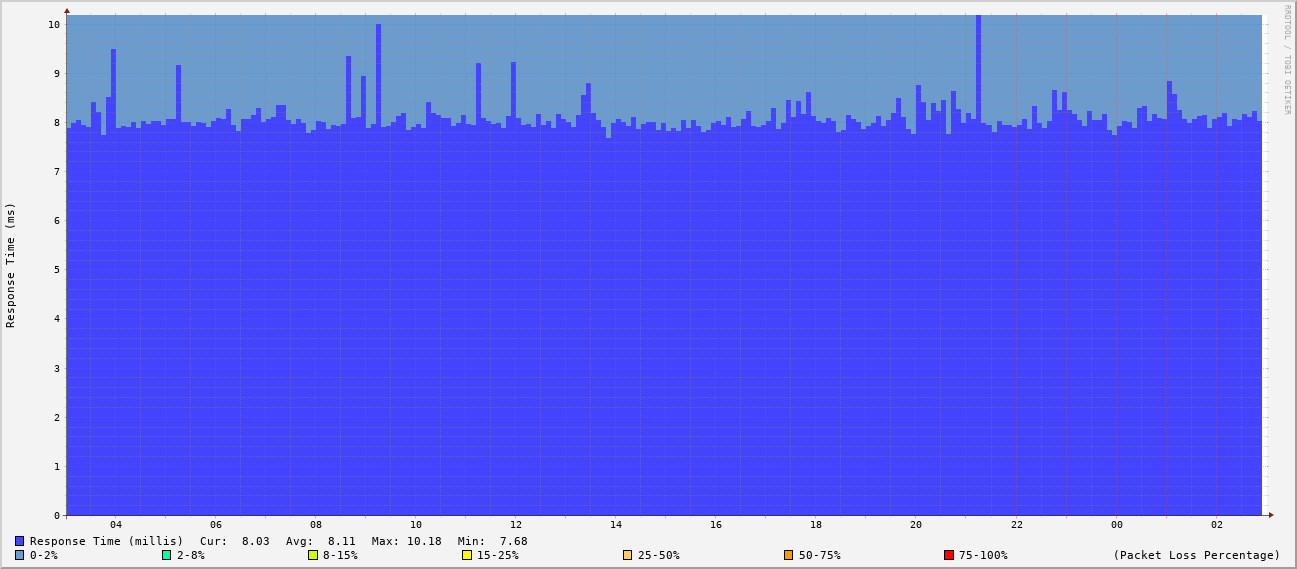 RRDTOOL / TOBI OETIKER
Response Time (ms)
10
9
8
7
6
5
4
3
2
1
0
04 06 08 10 12 14 16 18 20 22 00 02
Response Time (millis) Cur: 8.03 Avg: 8.11 Max: 10.18 Min: 7.68
0-2% 2-8% 8-15% 15-25% 25-50% 50-75% 75-100% (Packet Loss Percentage)